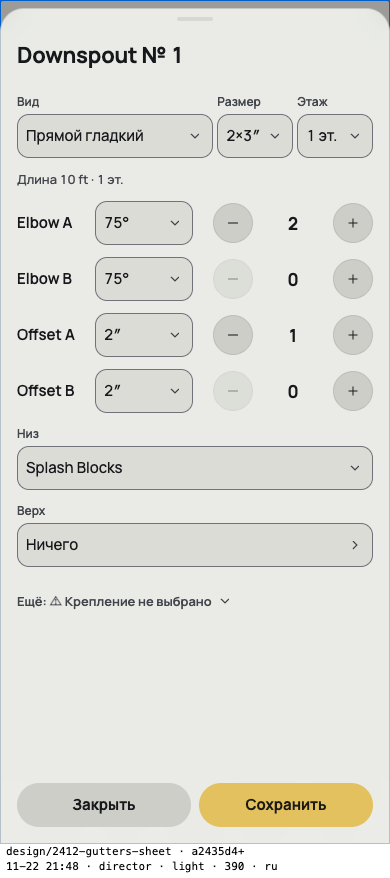 Downspout № 1
Вид Размер Этаж
Прямой гладкий 2×3″ 1 эт.
Длина 10 ft · 1 эт.
Elbow A 75° − 2 +
Elbow B 75° − 0 +
Offset A 2″ − 1 +
Offset B 2″ − 0 +
Низ
Splash Blocks
Верх
Ничего
Ещё: ⚠ Крепление не выбрано
Закрыть Сохранить
design/2412-gutters-sheet · a2435d4+
11-22 21:48 · director · light · 390 · ru